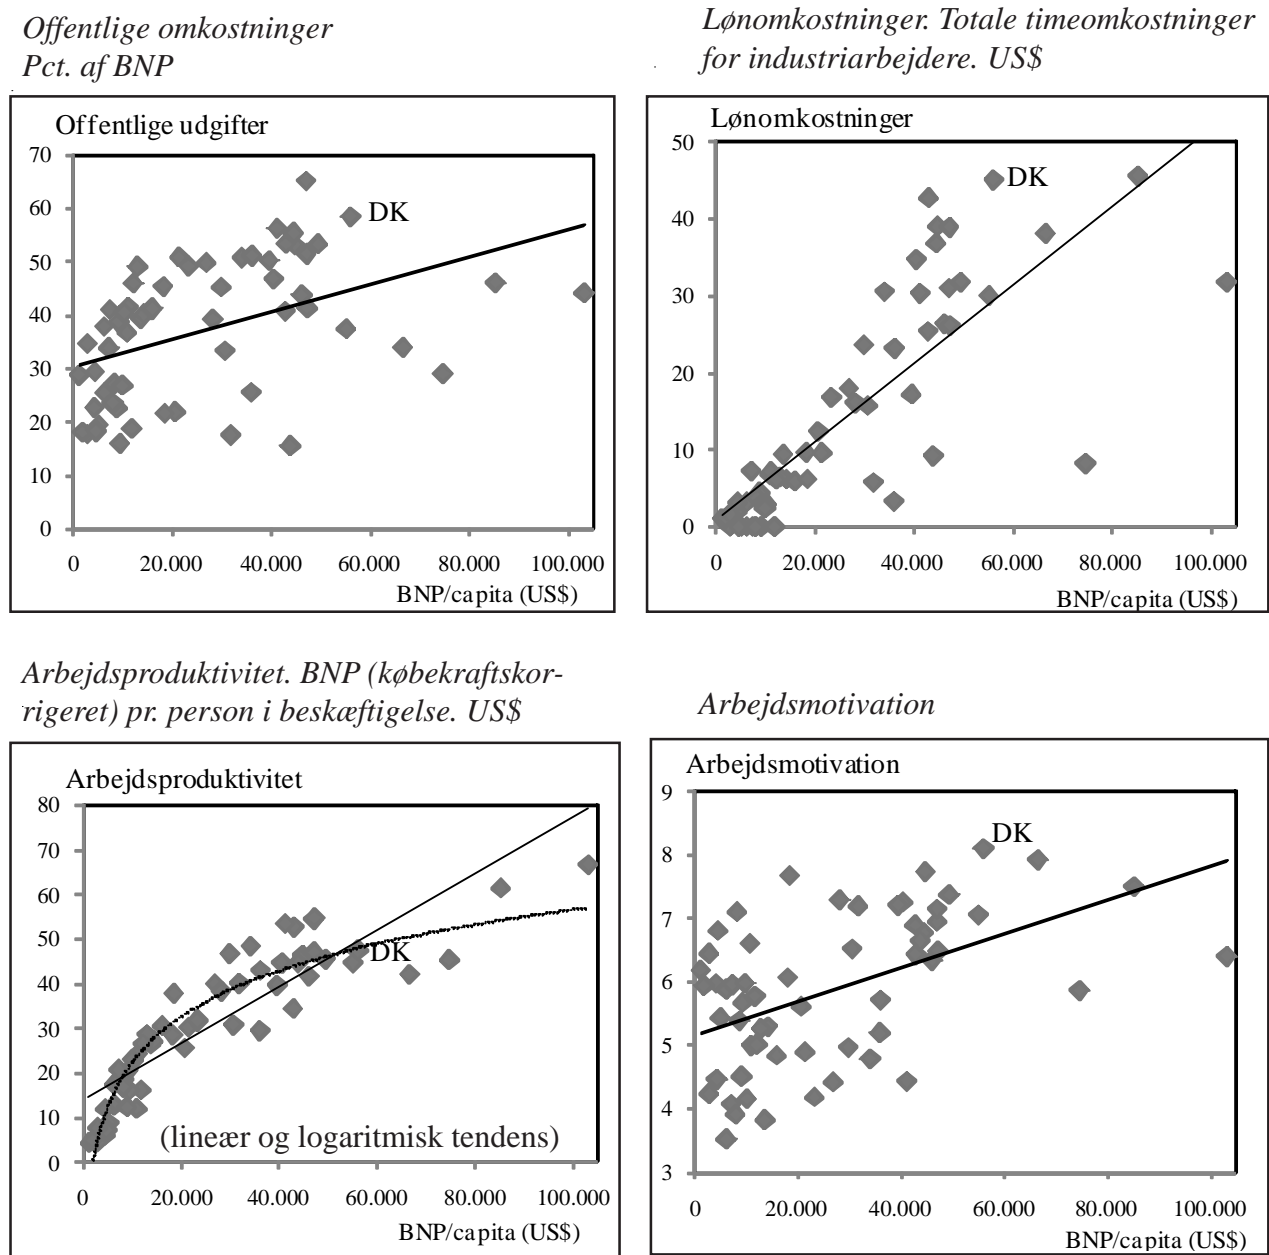 Offentlige omkostninger
Pct. af BNP
Offentlige udgifter
70
60
50
40
30
20
10
0
DK
0 20.000 40.000 60.000 80.000 100.000
BNP/capita (US$)
Lønomkostninger. Totale timeomkostninger
for industriarbejdere. US$
Lønomkostninger
50
40
30
20
10
0
DK
0 20.000 40.000 60.000 80.000 100.000
BNP/capita (US$)
Arbejdsproduktivitet. BNP (købekraftskor-
rigeret) pr. person i beskæftigelse. US$
Arbejdsproduktivitet
80
70
60
50
40
30
20
10
0
DK
(lineær og logaritmisk tendens)
0 20.000 40.000 60.000 80.000 100.000
BNP/capita (US$)
Arbejdsmotivation
Arbejdsmotivation
9
8
7
6
5
4
3
DK
0 20.000 40.000 60.000 80.000 100.000
BNP/capita (US$)